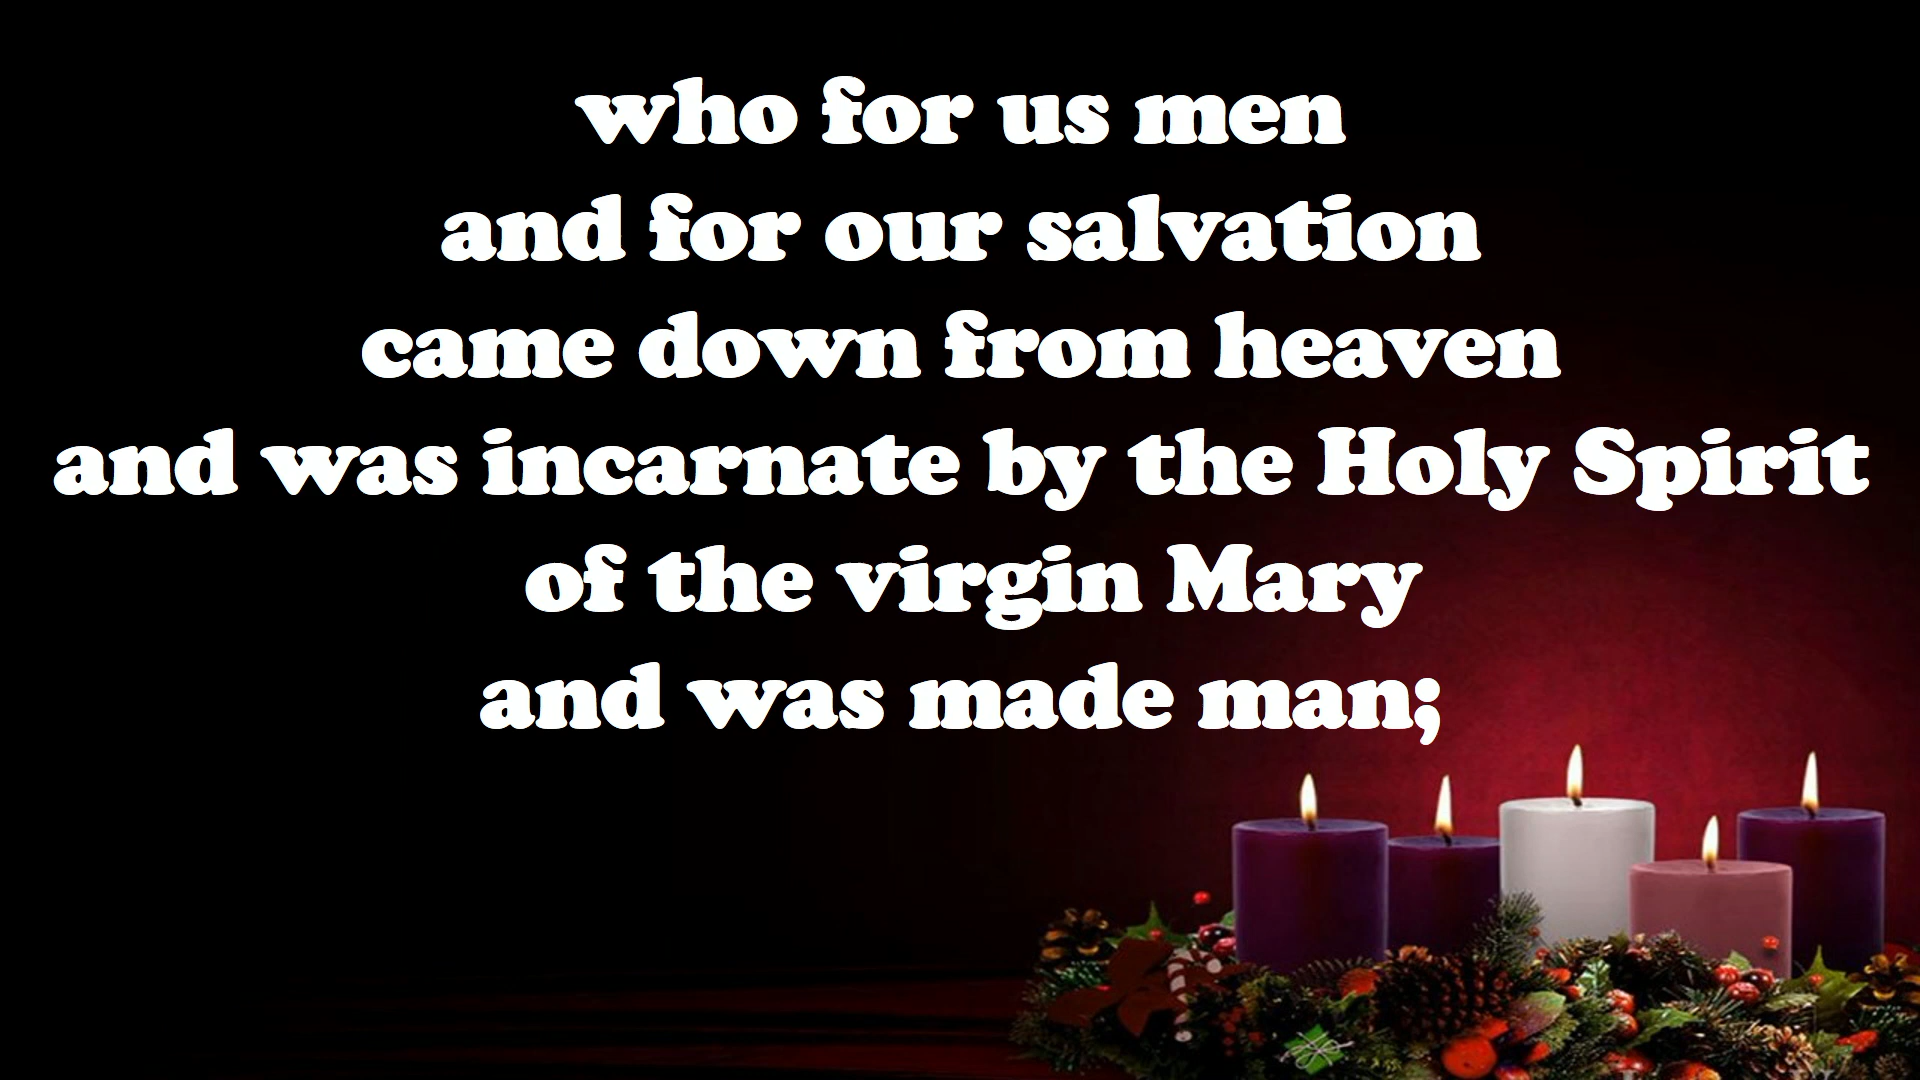 who for us men
and for our salvation
came down from heaven
and was incarnate by the Holy Spirit
of the virgin Mary
and was made man;